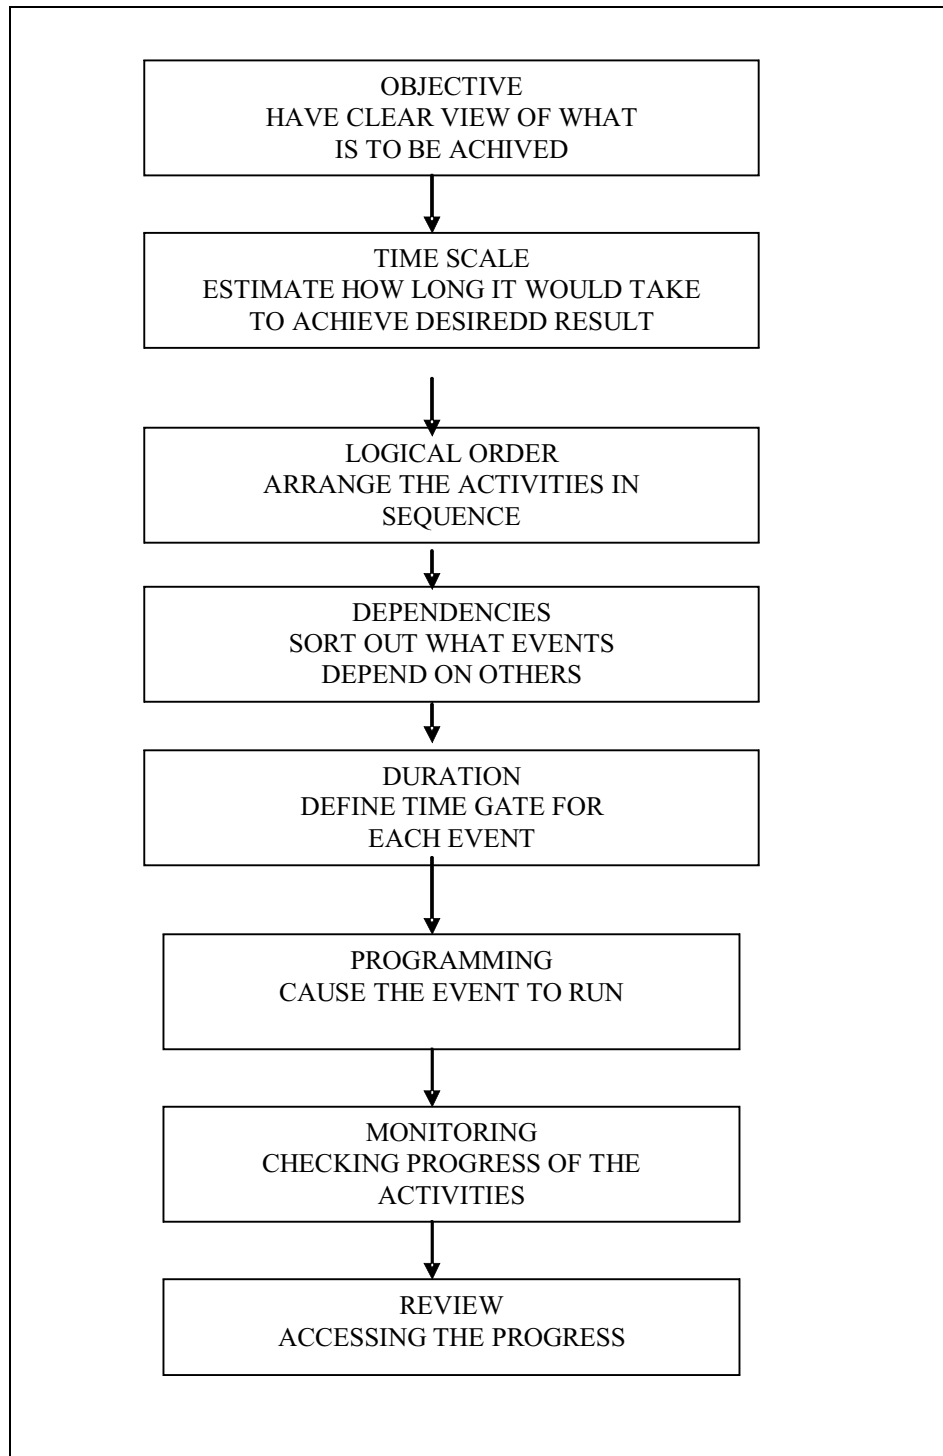 OBJECTIVE
HAVE CLEAR VIEW OF WHAT
IS TO BE ACHIVED
TIME SCALE
ESTIMATE HOW LONG IT WOULD TAKE
TO ACHIEVE DESIREDD RESULT
LOGICAL ORDER
ARRANGE THE ACTIVITIES IN
SEQUENCE
DEPENDENCIES
SORT OUT WHAT EVENTS
DEPEND ON OTHERS
DURATION
DEFINE TIME GATE FOR
EACH EVENT
PROGRAMMING
CAUSE THE EVENT TO RUN
MONITORING
CHECKING PROGRESS OF THE
ACTIVITIES
REVIEW
ACCESSING THE PROGRESS